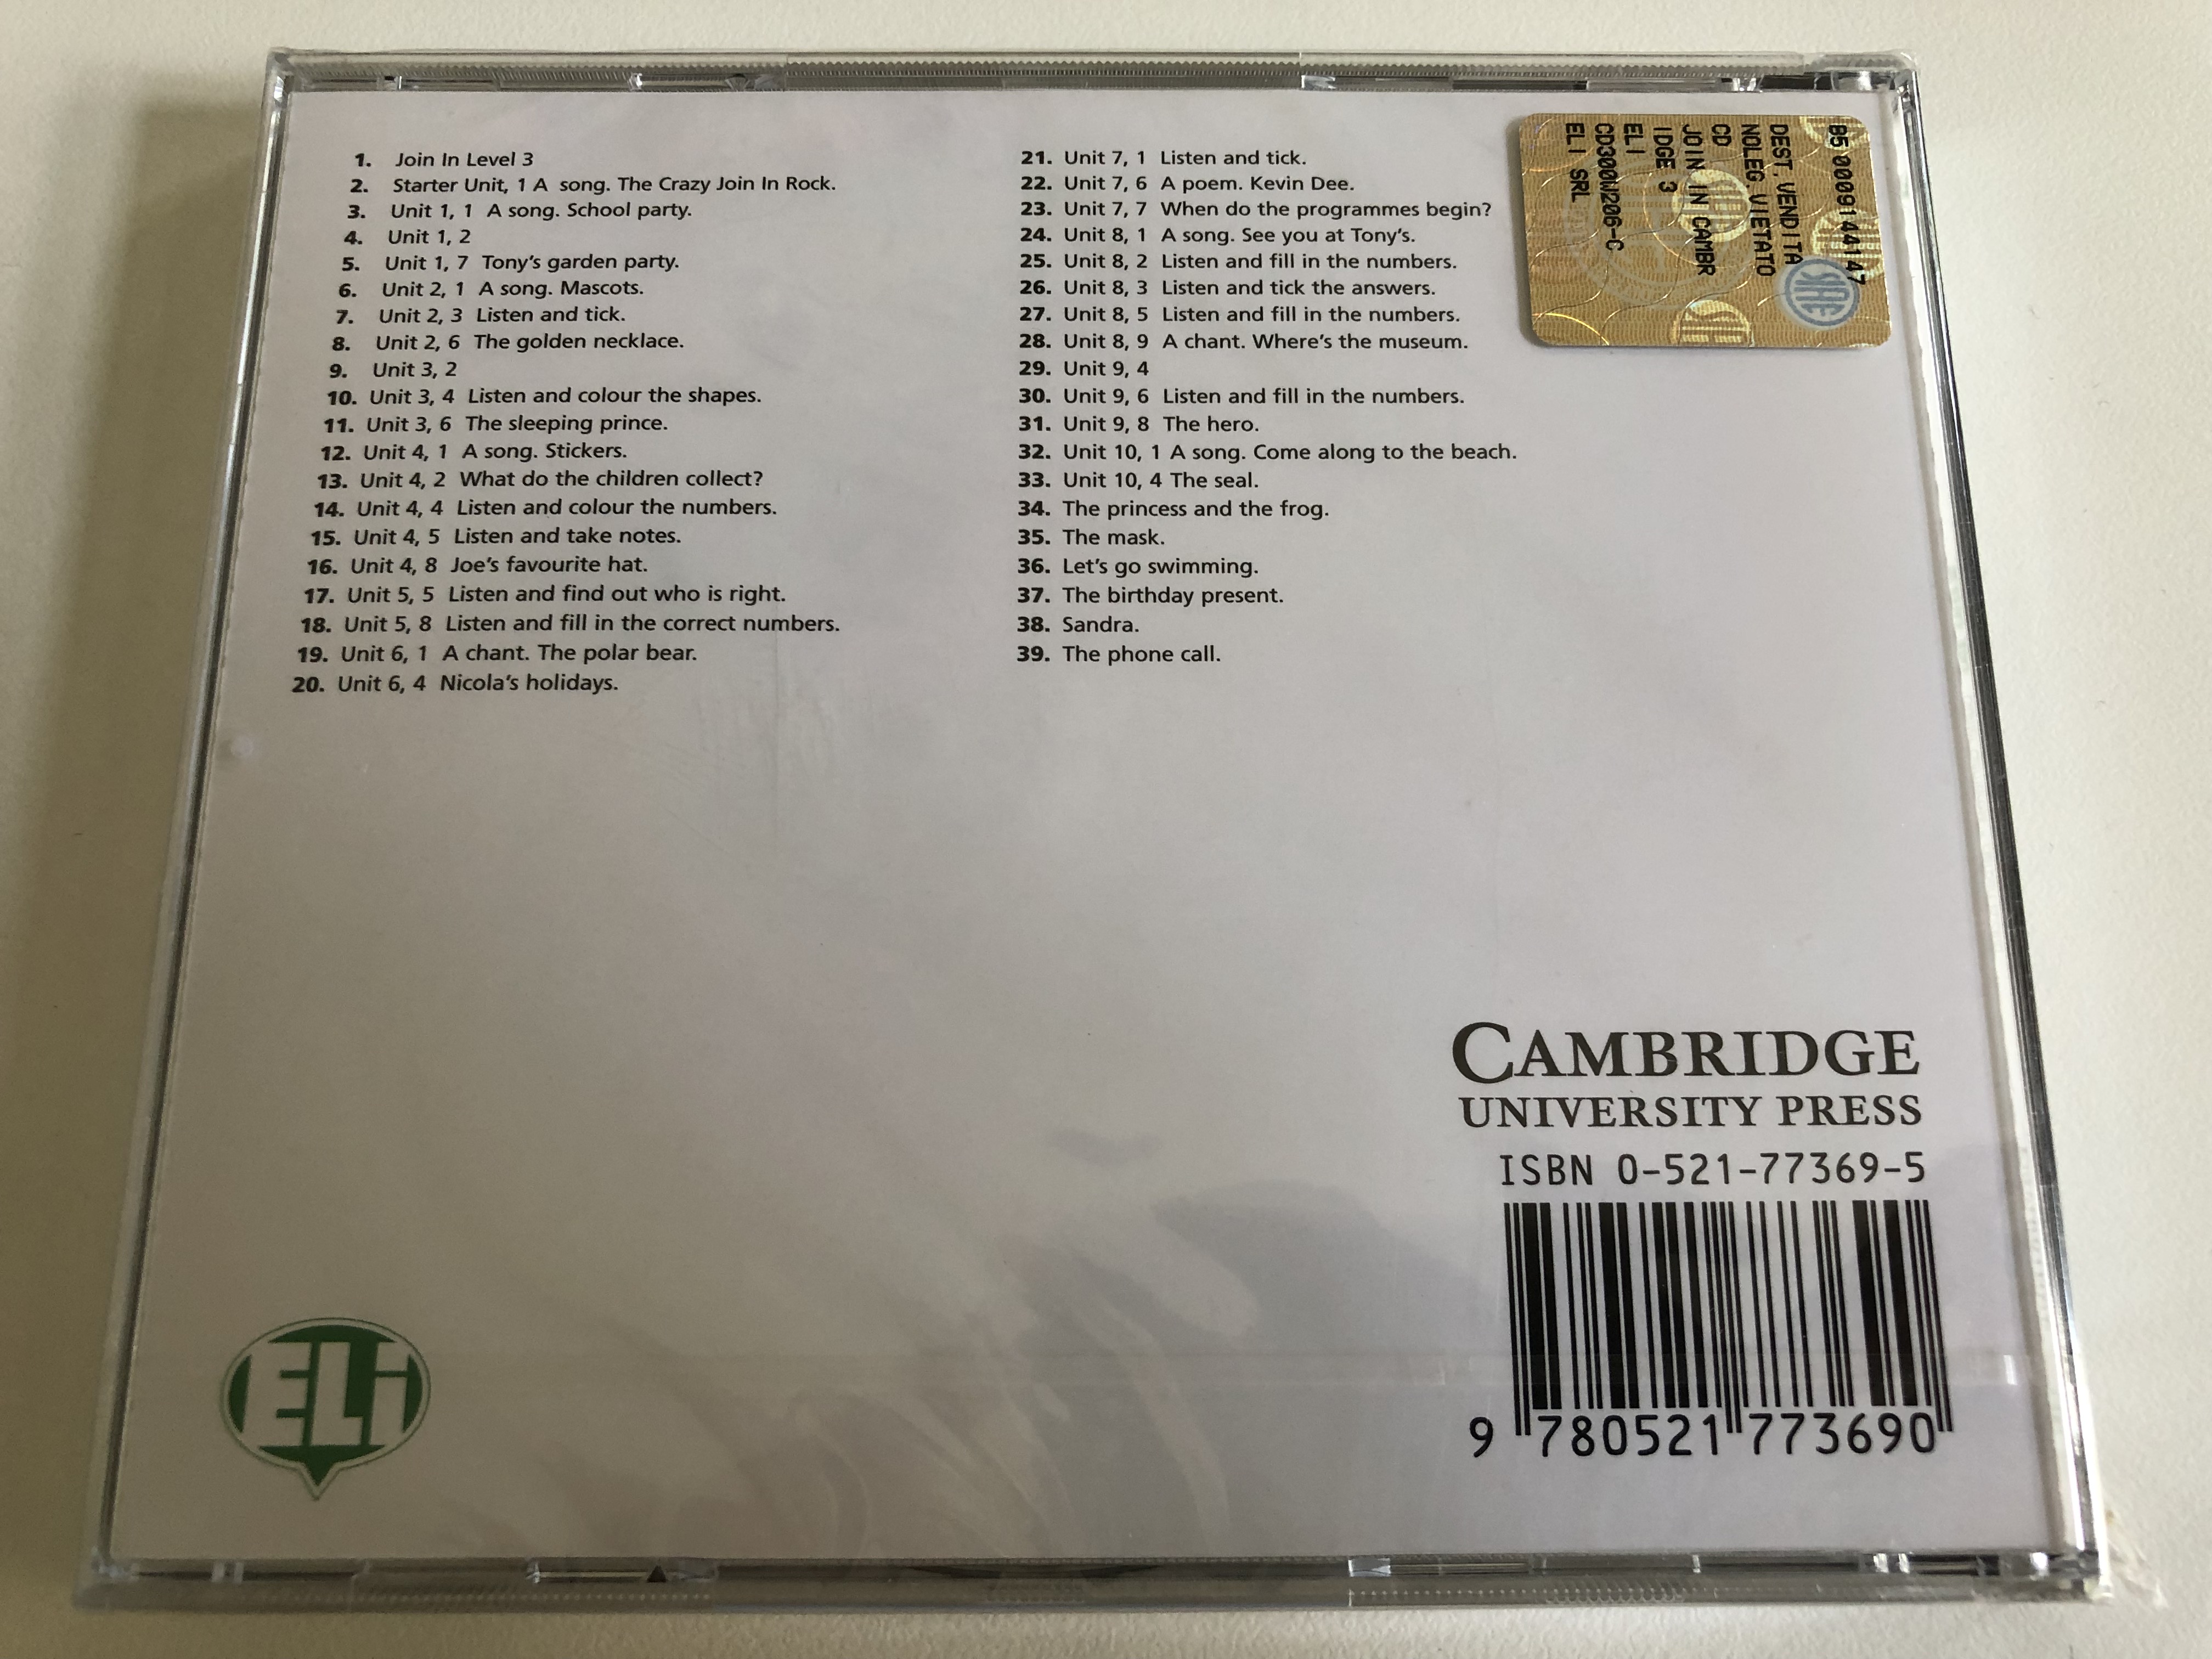 1. Join In Level 3
2. Starter Unit, 1 A song. The Crazy Join In Rock.
3. Unit 1, 1 A song. School party.
4. Unit 1, 2
5. Unit 1, 7 Tony's garden party.
6. Unit 2, 1 A song. Mascots.
7. Unit 2, 3 Listen and tick.
8. Unit 2, 6 The golden necklace.
9. Unit 3, 2
10. Unit 3, 4 Listen and colour the shapes.
11. Unit 3, 6 The sleeping prince.
12. Unit 4, 1 A song. Stickers.
13. Unit 4, 2 What do the children collect?
14. Unit 4, 4 Listen and colour the numbers.
15. Unit 4, 5 Listen and take notes.
16. Unit 4, 8 Joe's favourite hat.
17. Unit 5, 5 Listen and find out who is right.
18. Unit 5, 8 Listen and fill in the correct numbers.
19. Unit 6, 1 A chant. The polar bear.
20. Unit 6, 4 Nicola's holidays.
21. Unit 7, 1 Listen and tick.
22. Unit 7, 6 A poem. Kevin Dee.
23. Unit 7, 7 When do the programmes begin?
24. Unit 8, 1 A song. See you at Tony's.
25. Unit 8, 2 Listen and fill in the numbers.
26. Unit 8, 3 Listen and tick the answers.
27. Unit 8, 5 Listen and fill in the numbers.
28. Unit 8, 9 A chant. Where's the museum.
29. Unit 9, 4
30. Unit 9, 6 Listen and fill in the numbers.
31. Unit 9, 8 The hero.
32. Unit 10, 1 A song. Come along to the beach.
33. Unit 10, 4 The seal.
34. The princess and the frog.
35. The mask.
36. Let's go swimming.
37. The birthday present.
38. Sandra.
39. The phone call.
B5 0009144147
DEST. VENDITA
NOLEG VIETATO
CD
JOIN IN CAMBR
IDGE 3
ELI
CD300W206-C
ELI SRL
SIAE
CAMBRIDGE
UNIVERSITY PRESS
ISBN 0-521-77369-5
9 780521 773690
ELi